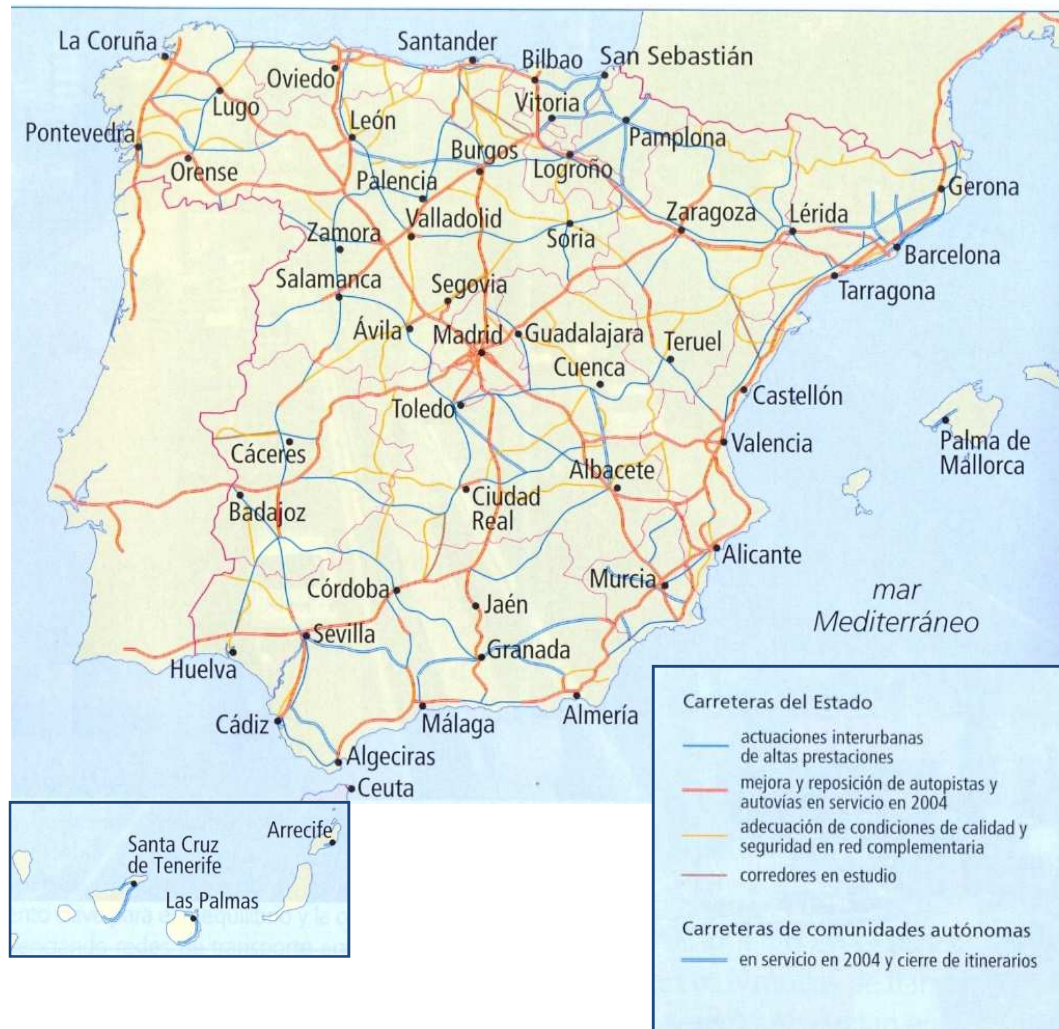 La Coruña
Santander
San Sebastián
Oviedo
Bilbao
Lugo
Vitoria
León
Pamplona
Pontevedra
Burgos
Orense
Logroño
Palencia
Gerona
Valladolid
Zaragoza
Lérida
Zamora
Soria
Barcelona
Salamanca
Segovia
Tarragona
Ávila
Madrid
Guadalajara
Teruel
Cuenca
Castellón
Toledo
Cáceres
Valencia
Palma de
Mallorca
Albacete
Badajoz
Ciudad
Real
Alicante
Córdoba
Murcia
Jaén
mar
Mediterráneo
Sevilla
Huelva
Granada
Cádiz
Málaga
Almería
Algeciras
Ceuta
Arrecife
Santa Cruz
de Tenerife
Las Palmas
Carreteras del Estado
actuaciones interurbanas
de altas prestaciones
mejora y reposición de autopistas y
autovías en servicio en 2004
adecuación de condiciones de calidad y
seguridad en red complementaria
corredores en estudio
Carreteras de comunidades autónomas
en servicio en 2004 y cierre de itinerarios